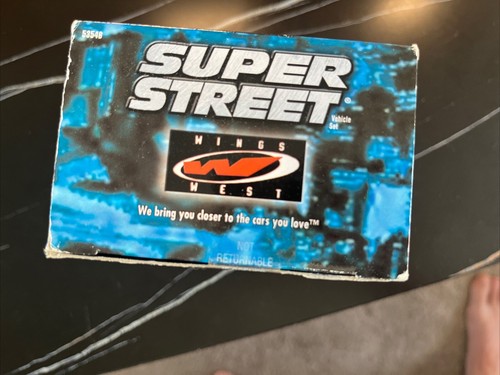 53540
SUPER
STREET®
Vehicle
Set
WINGS
W
WEST
We bring you closer to the cars you love™
NOT
RETURNABLE